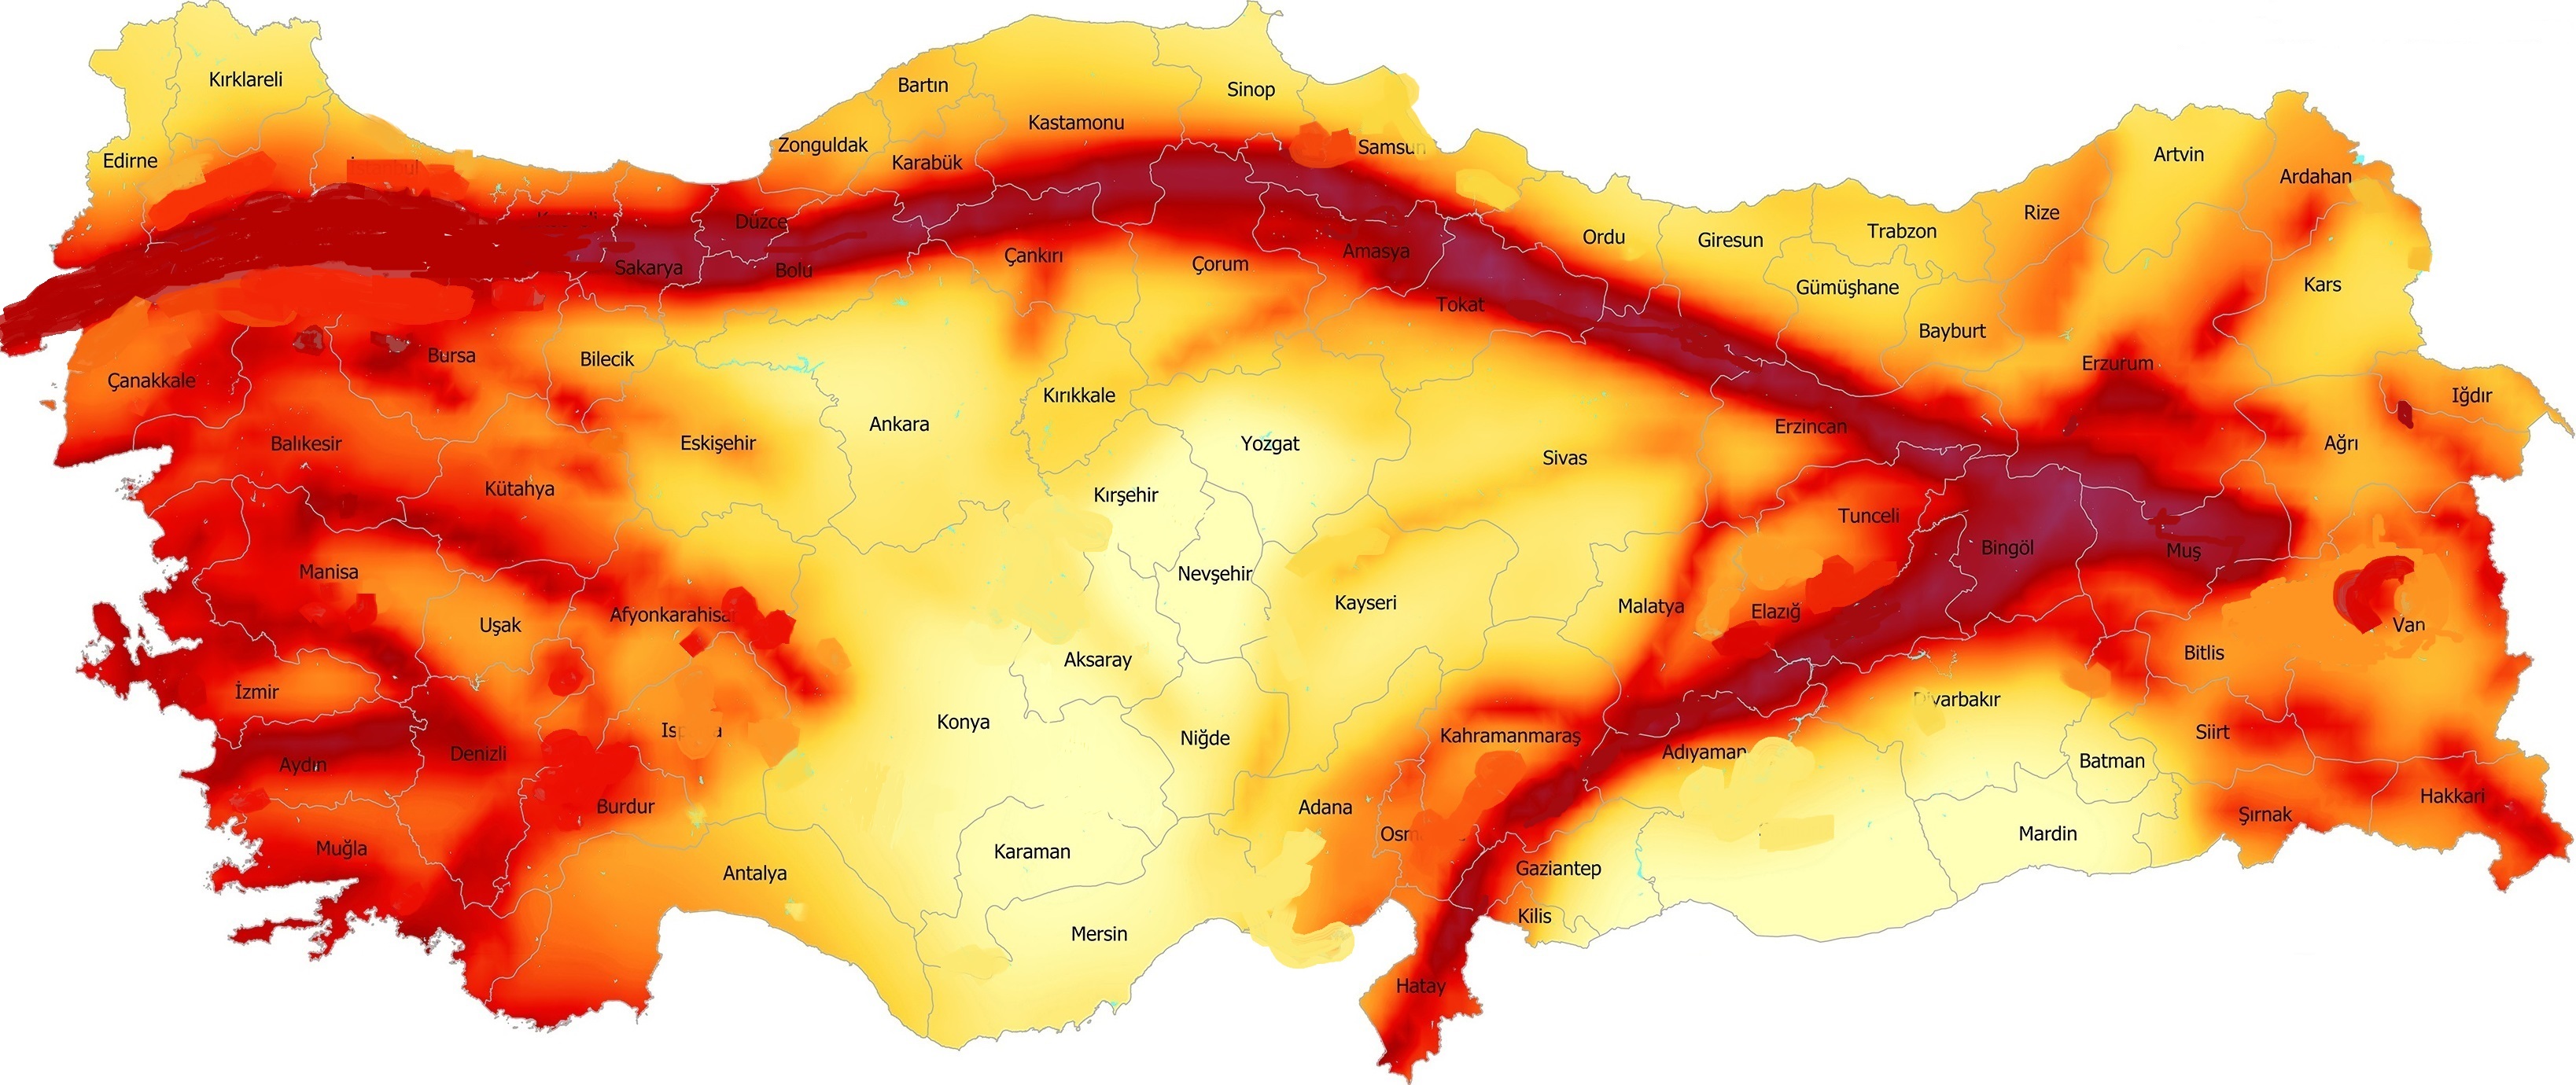 Kırklareli
Bartın
Sinop
Kastamonu
Zonguldak
Samsun
Artvin
Edirne
Karabük
Ardahan
Rize
Düzce
Trabzon
Ordu
Giresun
Amasya
Çankırı
Çorum
Sakarya
Bolu
Kars
Gümüşhane
Tokat
Bayburt
Bursa
Bilecik
Erzurum
Çanakkale
Kırıkkale
Iğdır
Ankara
Erzincan
Balıkesir
Eskişehir
Yozgat
Ağrı
Sivas
Kütahya
Kırşehir
Tunceli
Bingöl
Muş
Manisa
Nevşehir
Kayseri
Malatya
Elazığ
Afyonkarahisa
Uşak
Van
Bitlis
Aksaray
İzmir
Diyarbakır
Konya
Siirt
Niğde
Kahramanmaraş
Denizli
Adıyaman
Aydın
Batman
Hakkari
Burdur
Adana
Şırnak
Osm
Mardin
Muğla
Karaman
Gaziantep
Antalya
Kilis
Mersin
Hatay